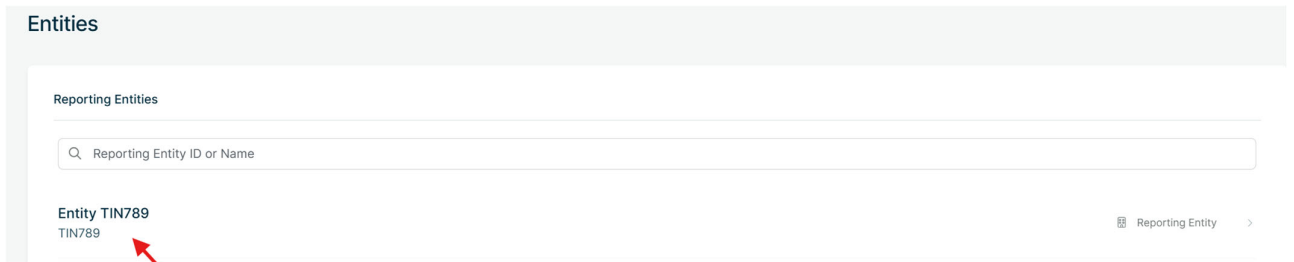 Entities
Reporting Entities
Reporting Entity ID or Name
Entity TIN789
TIN789
Reporting Entity